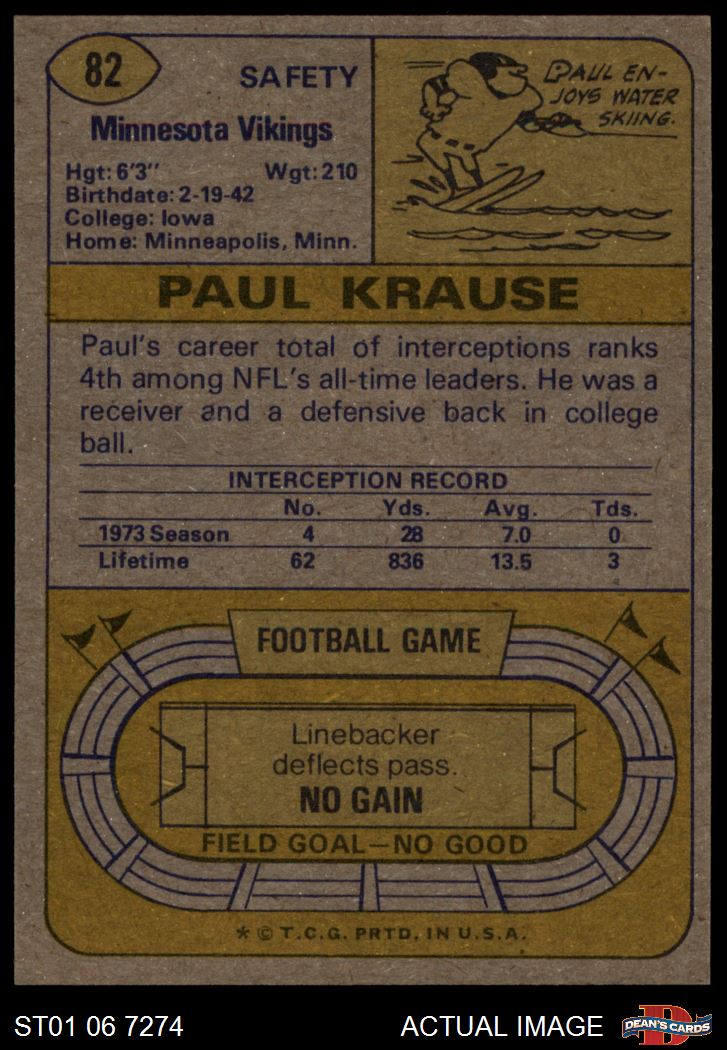 82
SAFETY
Minnesota Vikings
Hgt: 6'3" Wgt: 210
Birthdate: 2-19-42
College: Iowa
Home: Minneapolis, Minn.
PAUL EN-
JOYS WATER
SKIING.
PAUL KRAUSE
Paul's career total of interceptions ranks
4th among NFL's all-time leaders. He was a
receiver and a defensive back in college
ball.
INTERCEPTION RECORD
No. Yds. Avg. Tds.
1973 Season 4 28 7.0 0
Lifetime 62 836 13.5 3
FOOTBALL GAME
Linebacker
deflects pass.
NO GAIN
FIELD GOAL—NO GOOD
* © T.C.G. PRTD. IN U.S.A.
ST01 06 7274 ACTUAL IMAGE
D
DEAN'S CARDS